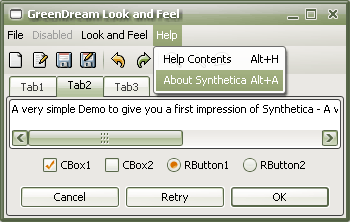 GreenDream Look and Feel
File Disabled Look and Feel Help
Help Contents Alt+H
About Synthetica Alt+A
Tab1 Tab2 Tab3
A very simple Demo to give you a first impression of Synthetica - A v
CBox1 CBox2 RButton1 RButton2
Cancel Retry OK